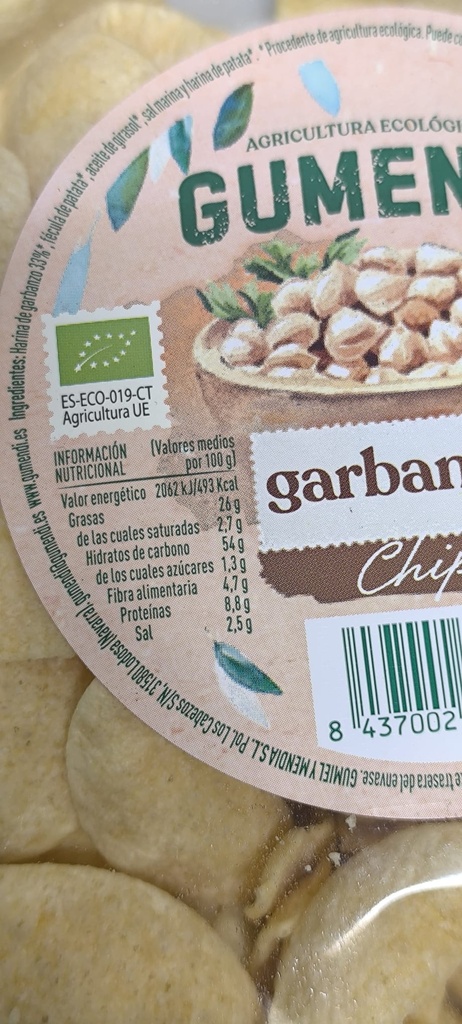 Ingredientes: Harina de garbanzo 33%*, fécula de patata*, aceite de girasol*, sal marina y harina de patata*. *Procedente de agricultura ecológica. Puede
AGRICULTURA ECOLÓGI
GUMEN
ES-ECO-019-CT
Agricultura UE
INFORMACIÓN NUTRICIONAL (Valores medios por 100 g)
Valor energético 2062 kJ/493 Kcal
Grasas 26 g
de las cuales saturadas 2,7 g
Hidratos de carbono 54 g
de los cuales azúcares 1,3 g
Fibra alimentaria 4,7 g
Proteínas 8,8 g
Sal 2,5 g
garban
Chip
8 437002
trasera del envase. GUMIEL Y MENDIA S.L. Pol. Los Cabezos S/N, 31580 Lodosa (Navarra), gumendi@gumendi.es www.gumendi.es